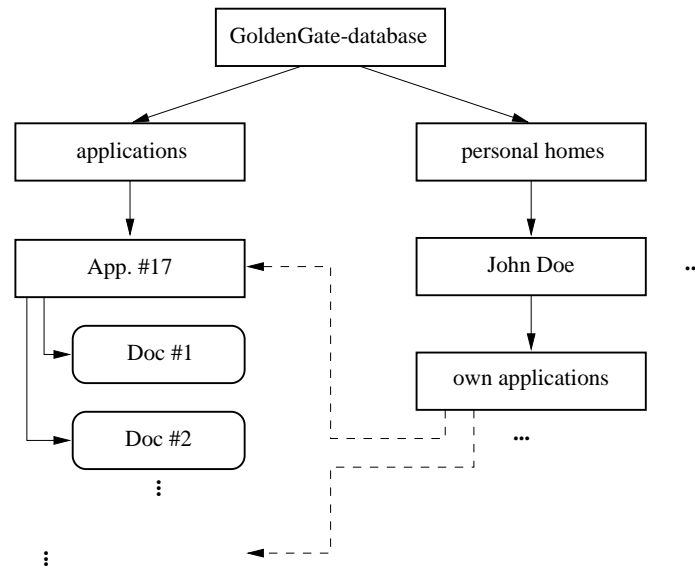 GoldenGate-database
applications
personal homes
App. #17
John Doe
...
Doc #1
own applications
Doc #2
...